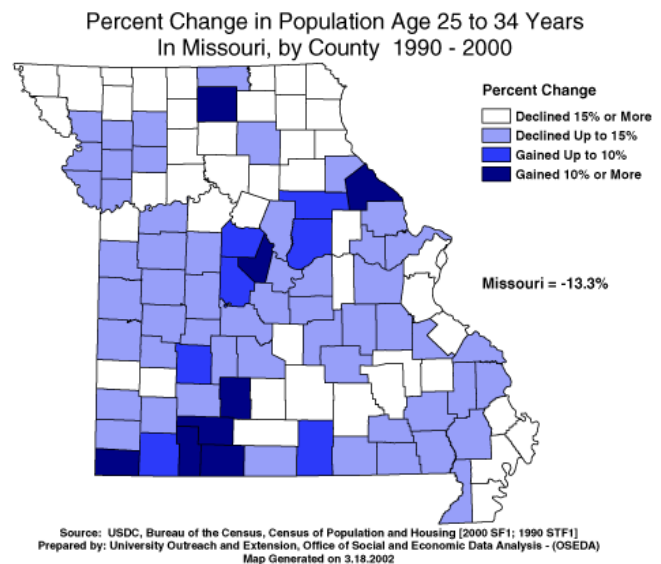 Percent Change in Population Age 25 to 34 Years
In Missouri, by County 1990 - 2000
Percent Change
Declined 15% or More
Declined Up to 15%
Gained Up to 10%
Gained 10% or More
Missouri = -13.3%
Source: USDC, Bureau of the Census, Census of Population and Housing [2000 SF1; 1990 STF1]
Prepared by: University Outreach and Extension, Office of Social and Economic Data Analysis - (OSEDA)
Map Generated on 3.18.2002